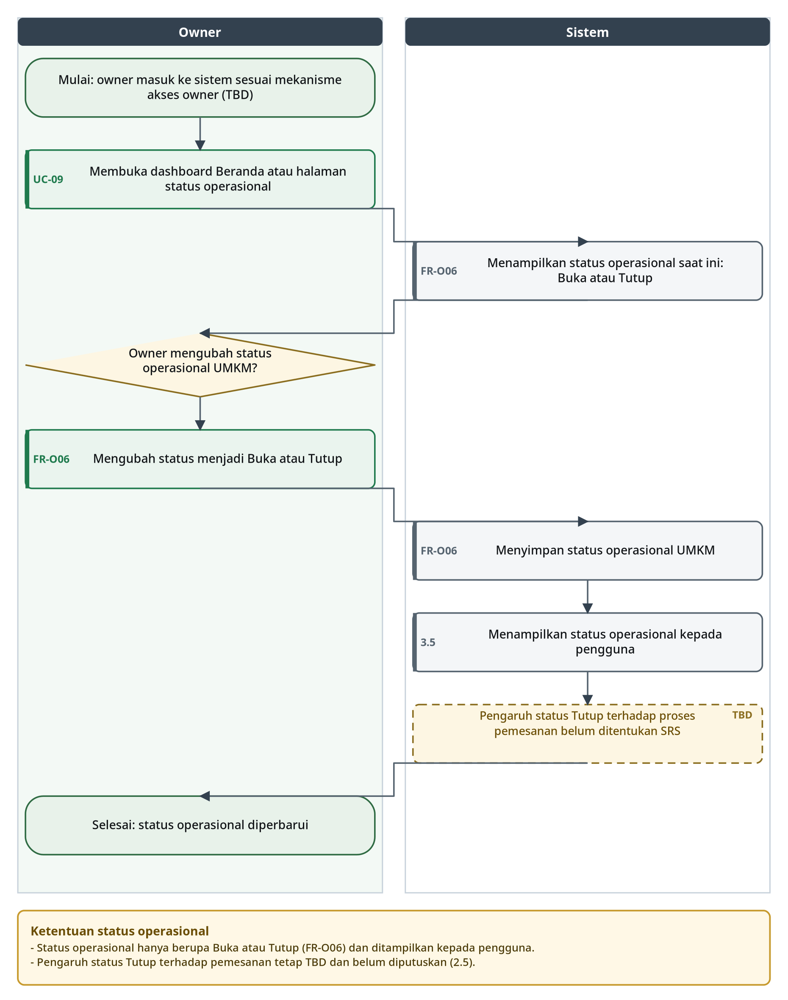 Owner
Sistem
Mulai: owner masuk ke sistem sesuai mekanisme
akses owner (TBD)
UC-09
Membuka dashboard Beranda atau halaman
status operasional
FR-O06
Menampilkan status operasional saat ini:
Buka atau Tutup
Owner mengubah status
operasional UMKM?
FR-O06
Mengubah status menjadi Buka atau Tutup
FR-O06
Menyimpan status operasional UMKM
3.5
Menampilkan status operasional kepada
pengguna
Pengaruh status Tutup terhadap proses
pemesanan belum ditentukan SRS
TBD
Selesai: status operasional diperbarui
Ketentuan status operasional
- Status operasional hanya berupa Buka atau Tutup (FR-O06) dan ditampilkan kepada pengguna.
- Pengaruh status Tutup terhadap pemesanan tetap TBD dan belum diputuskan (2.5).